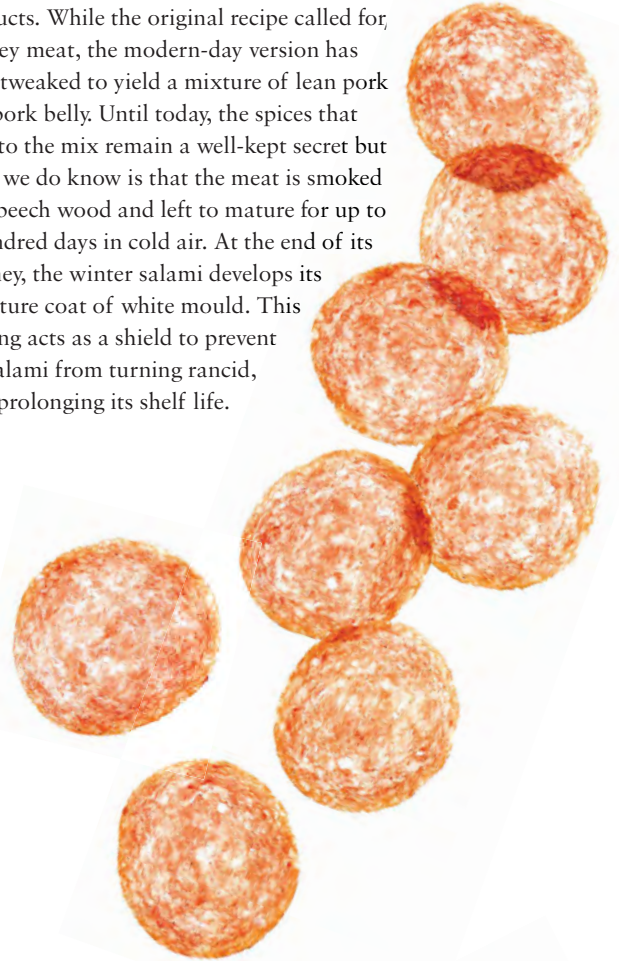 ucts. While the original recipe called for,
ey meat, the modern-day version has
tweaked to yield a mixture of lean pork
pork belly. Until today, the spices that
to the mix remain a well-kept secret but
we do know is that the meat is smoked
beech wood and left to mature for up to
ndred days in cold air. At the end of its
ney, the winter salami develops its
ture coat of white mould. This
ng acts as a shield to prevent
alami from turning rancid,
prolonging its shelf life.